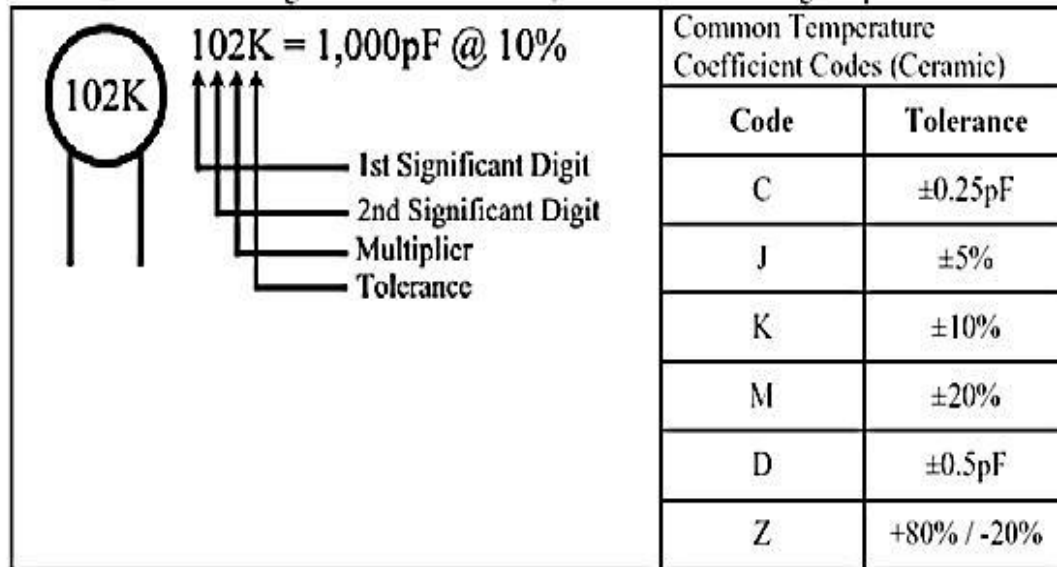 102K = 1,000pF @ 10%
102K
1st Significant Digit
2nd Significant Digit
Multiplier
Tolerance
Common Temperature
Coefficient Codes (Ceramic)
Code Tolerance
C ±0.25pF
J ±5%
K ±10%
M ±20%
D ±0.5pF
Z +80% / -20%